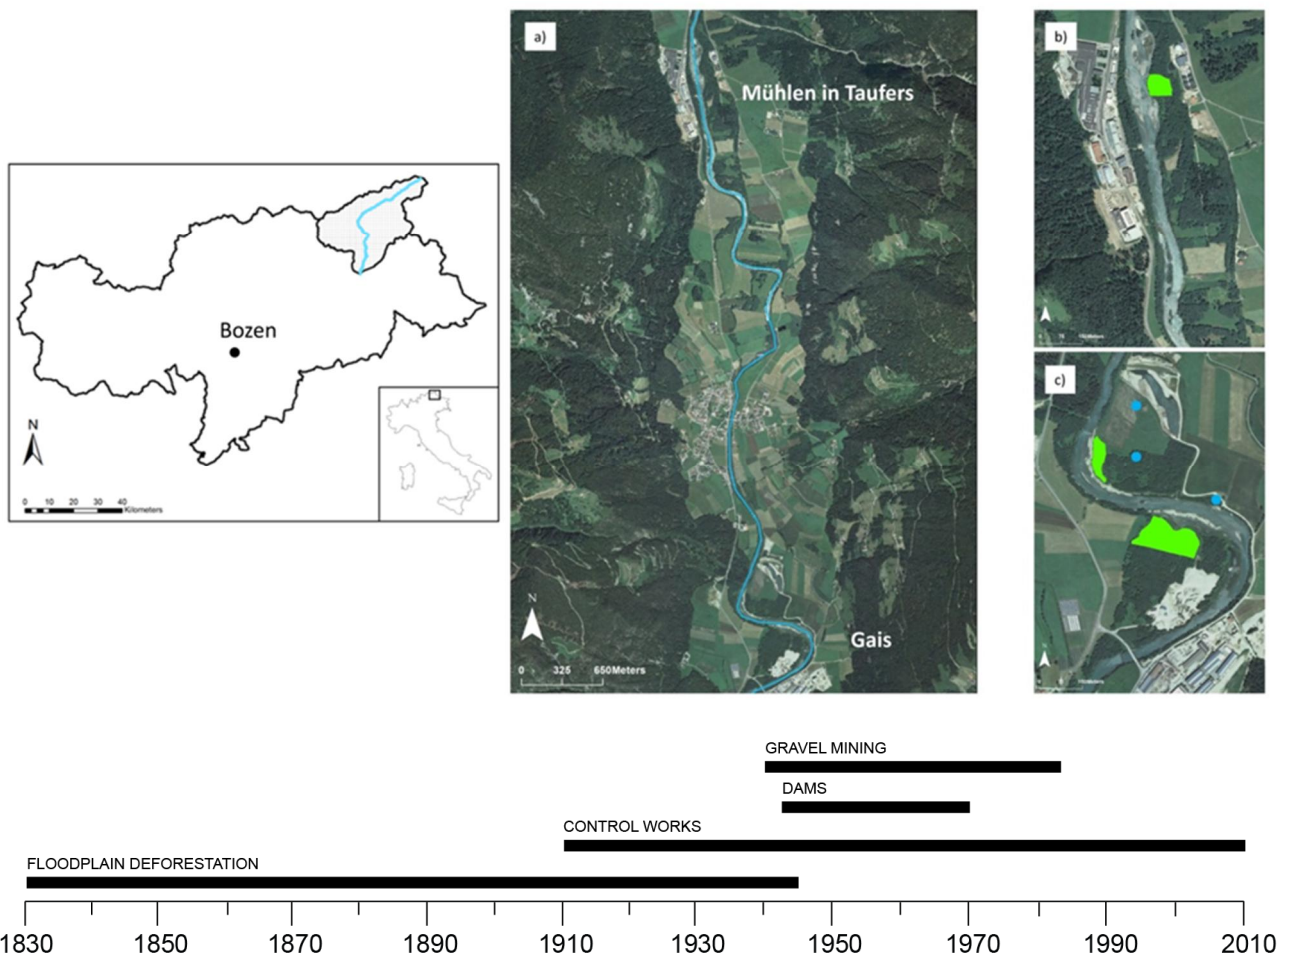 Bozen
N
0 10 20 30 40
Kilometers
a)
Mühlen in Taufers
Gais
N
0 325 650Meters
b)
c)
GRAVEL MINING
DAMS
CONTROL WORKS
FLOODPLAIN DEFORESTATION
1830 1850 1870 1890 1910 1930 1950 1970 1990 2010